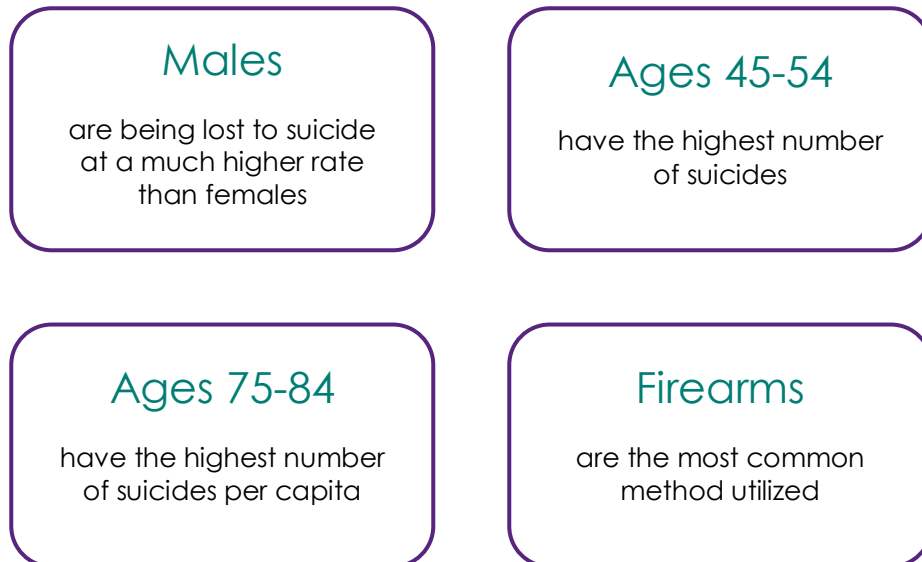 Males
are being lost to suicide
at a much higher rate
than females
Ages 45-54
have the highest number
of suicides
Ages 75-84
have the highest number
of suicides per capita
Firearms
are the most common
method utilized